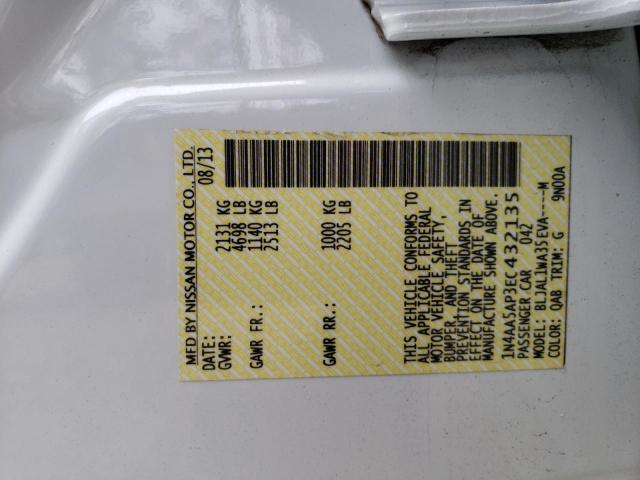 MFD BY NISSAN MOTOR CO., LTD.
DATE: 08/13
GVWR: 2131 KG
4698 LB
GAWR FR.: 1140 KG
2513 LB
GAWR RR.: 1000 KG
2205 LB
THIS VEHICLE CONFORMS TO
ALL APPLICABLE FEDERAL
MOTOR VEHICLE SAFETY,
BUMPER, AND THEFT
PREVENTION STANDARDS IN
EFFECT ON THE DATE OF
MANUFACTURE SHOWN ABOVE.
1N4AA5AP3EC432135
PASSENGER CAR 042
MODEL: BLJAL1WA35EVA----M
COLOR: QAB TRIM: G 9N00A